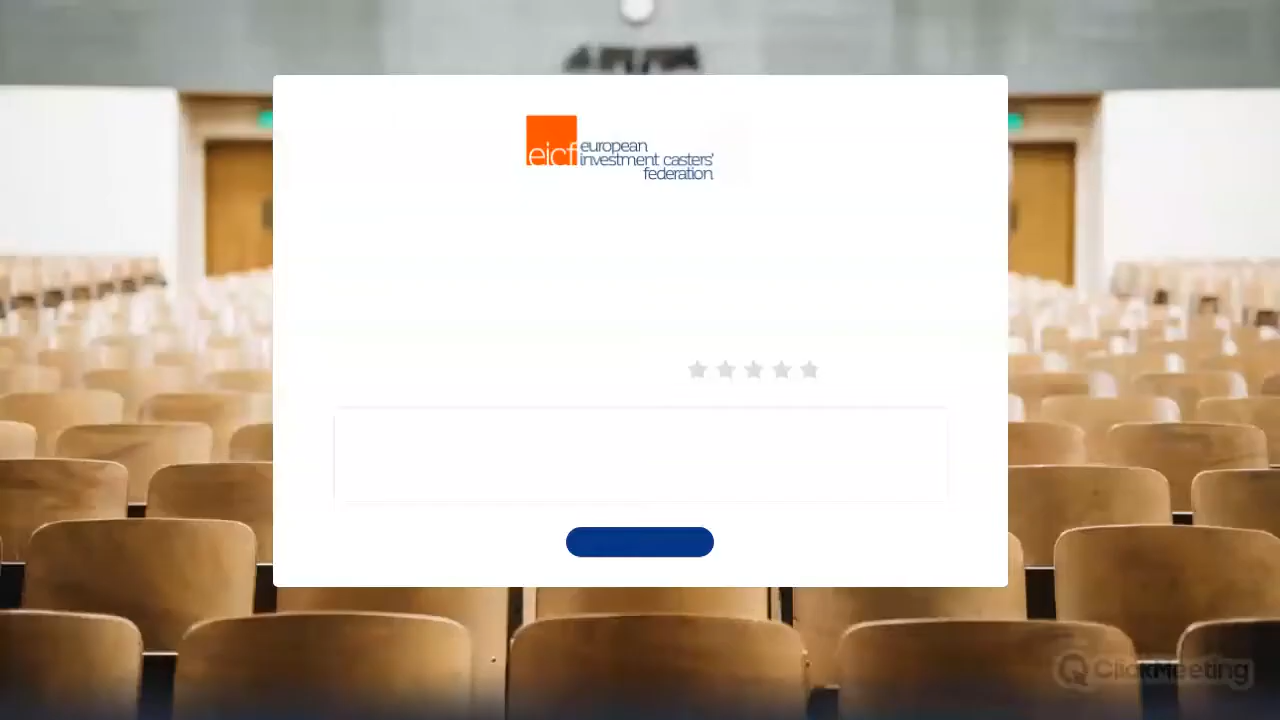 eicf
european
investment casters'
federation
ClickMeeting